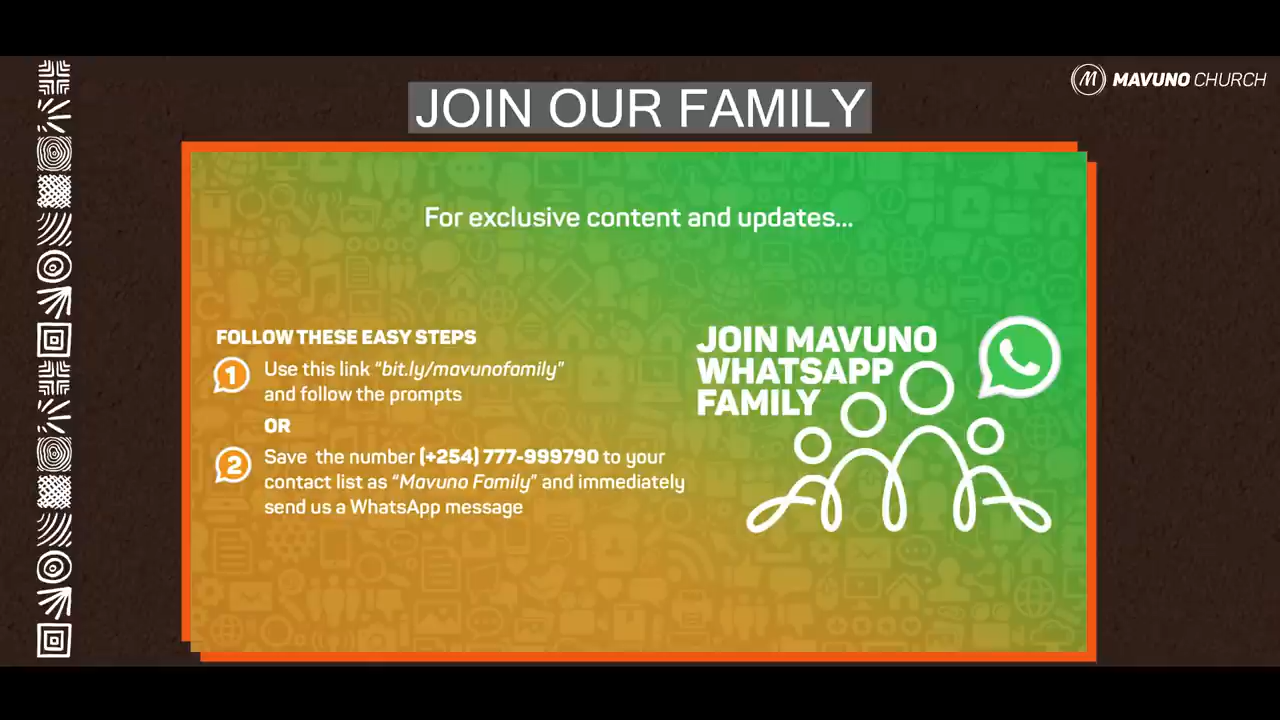 MAVUNO CHURCH
JOIN OUR FAMILY
For exclusive content and updates...
FOLLOW THESE EASY STEPS
1 Use this link "bit.ly/mavunofamily"
and follow the prompts
OR
2 Save the number (+254) 777-999790 to your
contact list as "Mavuno Family" and immediately
send us a WhatsApp message
JOIN MAVUNO
WHATSAPP
FAMILY